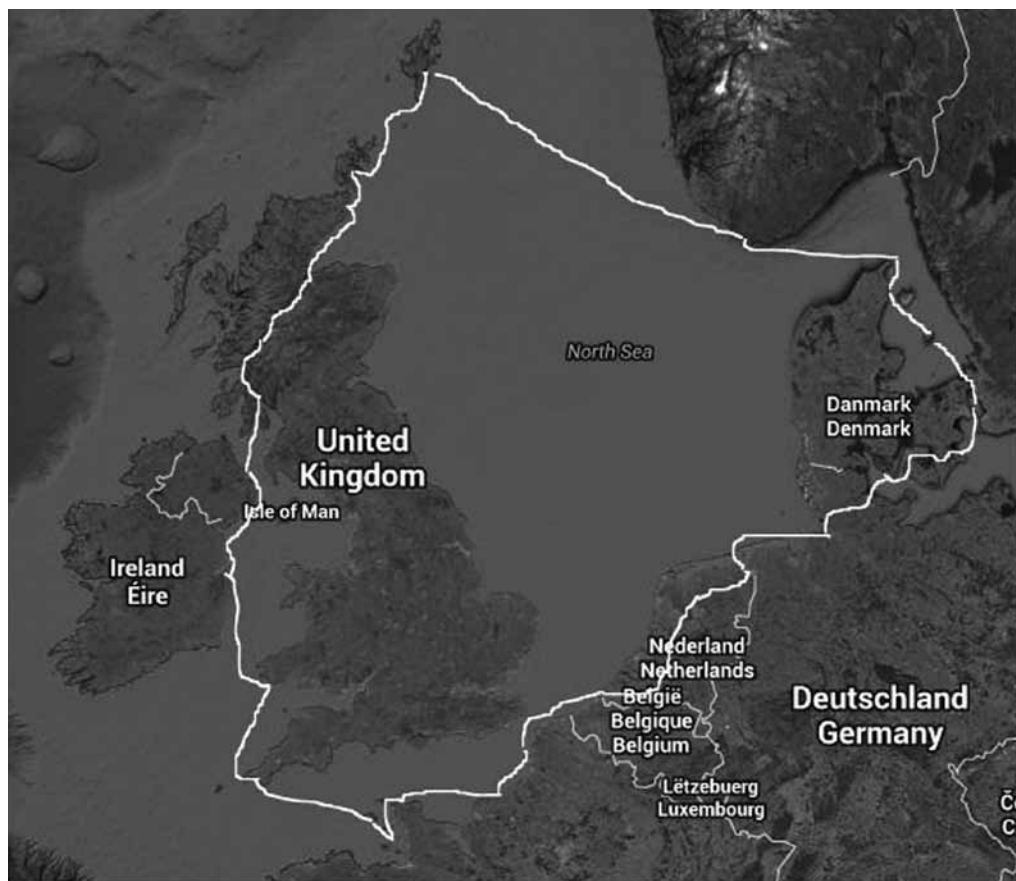 North Sea
Danmark
Denmark
United
Kingdom
Isle of Man
Ireland
Éire
Nederland
Netherlands
België
Belgique
Belgium
Deutschland
Germany
Lëtzebuerg
Luxembourg